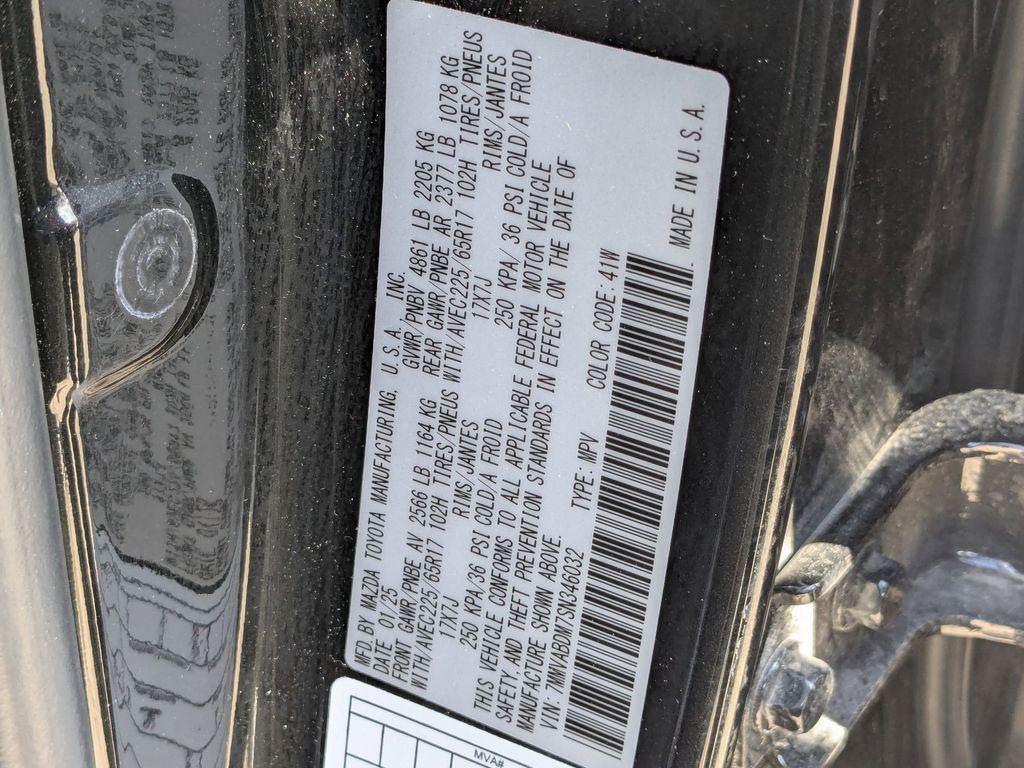 MFD. BY MAZDA TOYOTA MANUFACTURING, U.S.A. INC.
DATE 01/25 GVWR/PNBV 4861 LB 2205 KG
FRONT GAWR/PNBE AV 2566 LB 1164 KG REAR GAWR/PNBE AR 2377 LB 1078 KG
WITH/AVEC225/65R17 102H TIRES/PNEUS WITH/AVEC225/65R17 102H TIRES/PNEUS
17X7J RIMS/JANTES 17X7J RIMS/JANTES
250 KPA/36 PSI COLD/A FROID 250 KPA/ 36 PSI COLD/A FROID
THIS VEHICLE CONFORMS TO ALL APPLICABLE FEDERAL MOTOR VEHICLE
SAFETY AND THEFT PREVENTION STANDARDS IN EFFECT ON THE DATE OF
MANUFACTURE SHOWN ABOVE.
VIN: 7MMVABDM7SN346032 TYPE: MPV COLOR CODE: 41W
MADE IN U.S.A.
MVA#